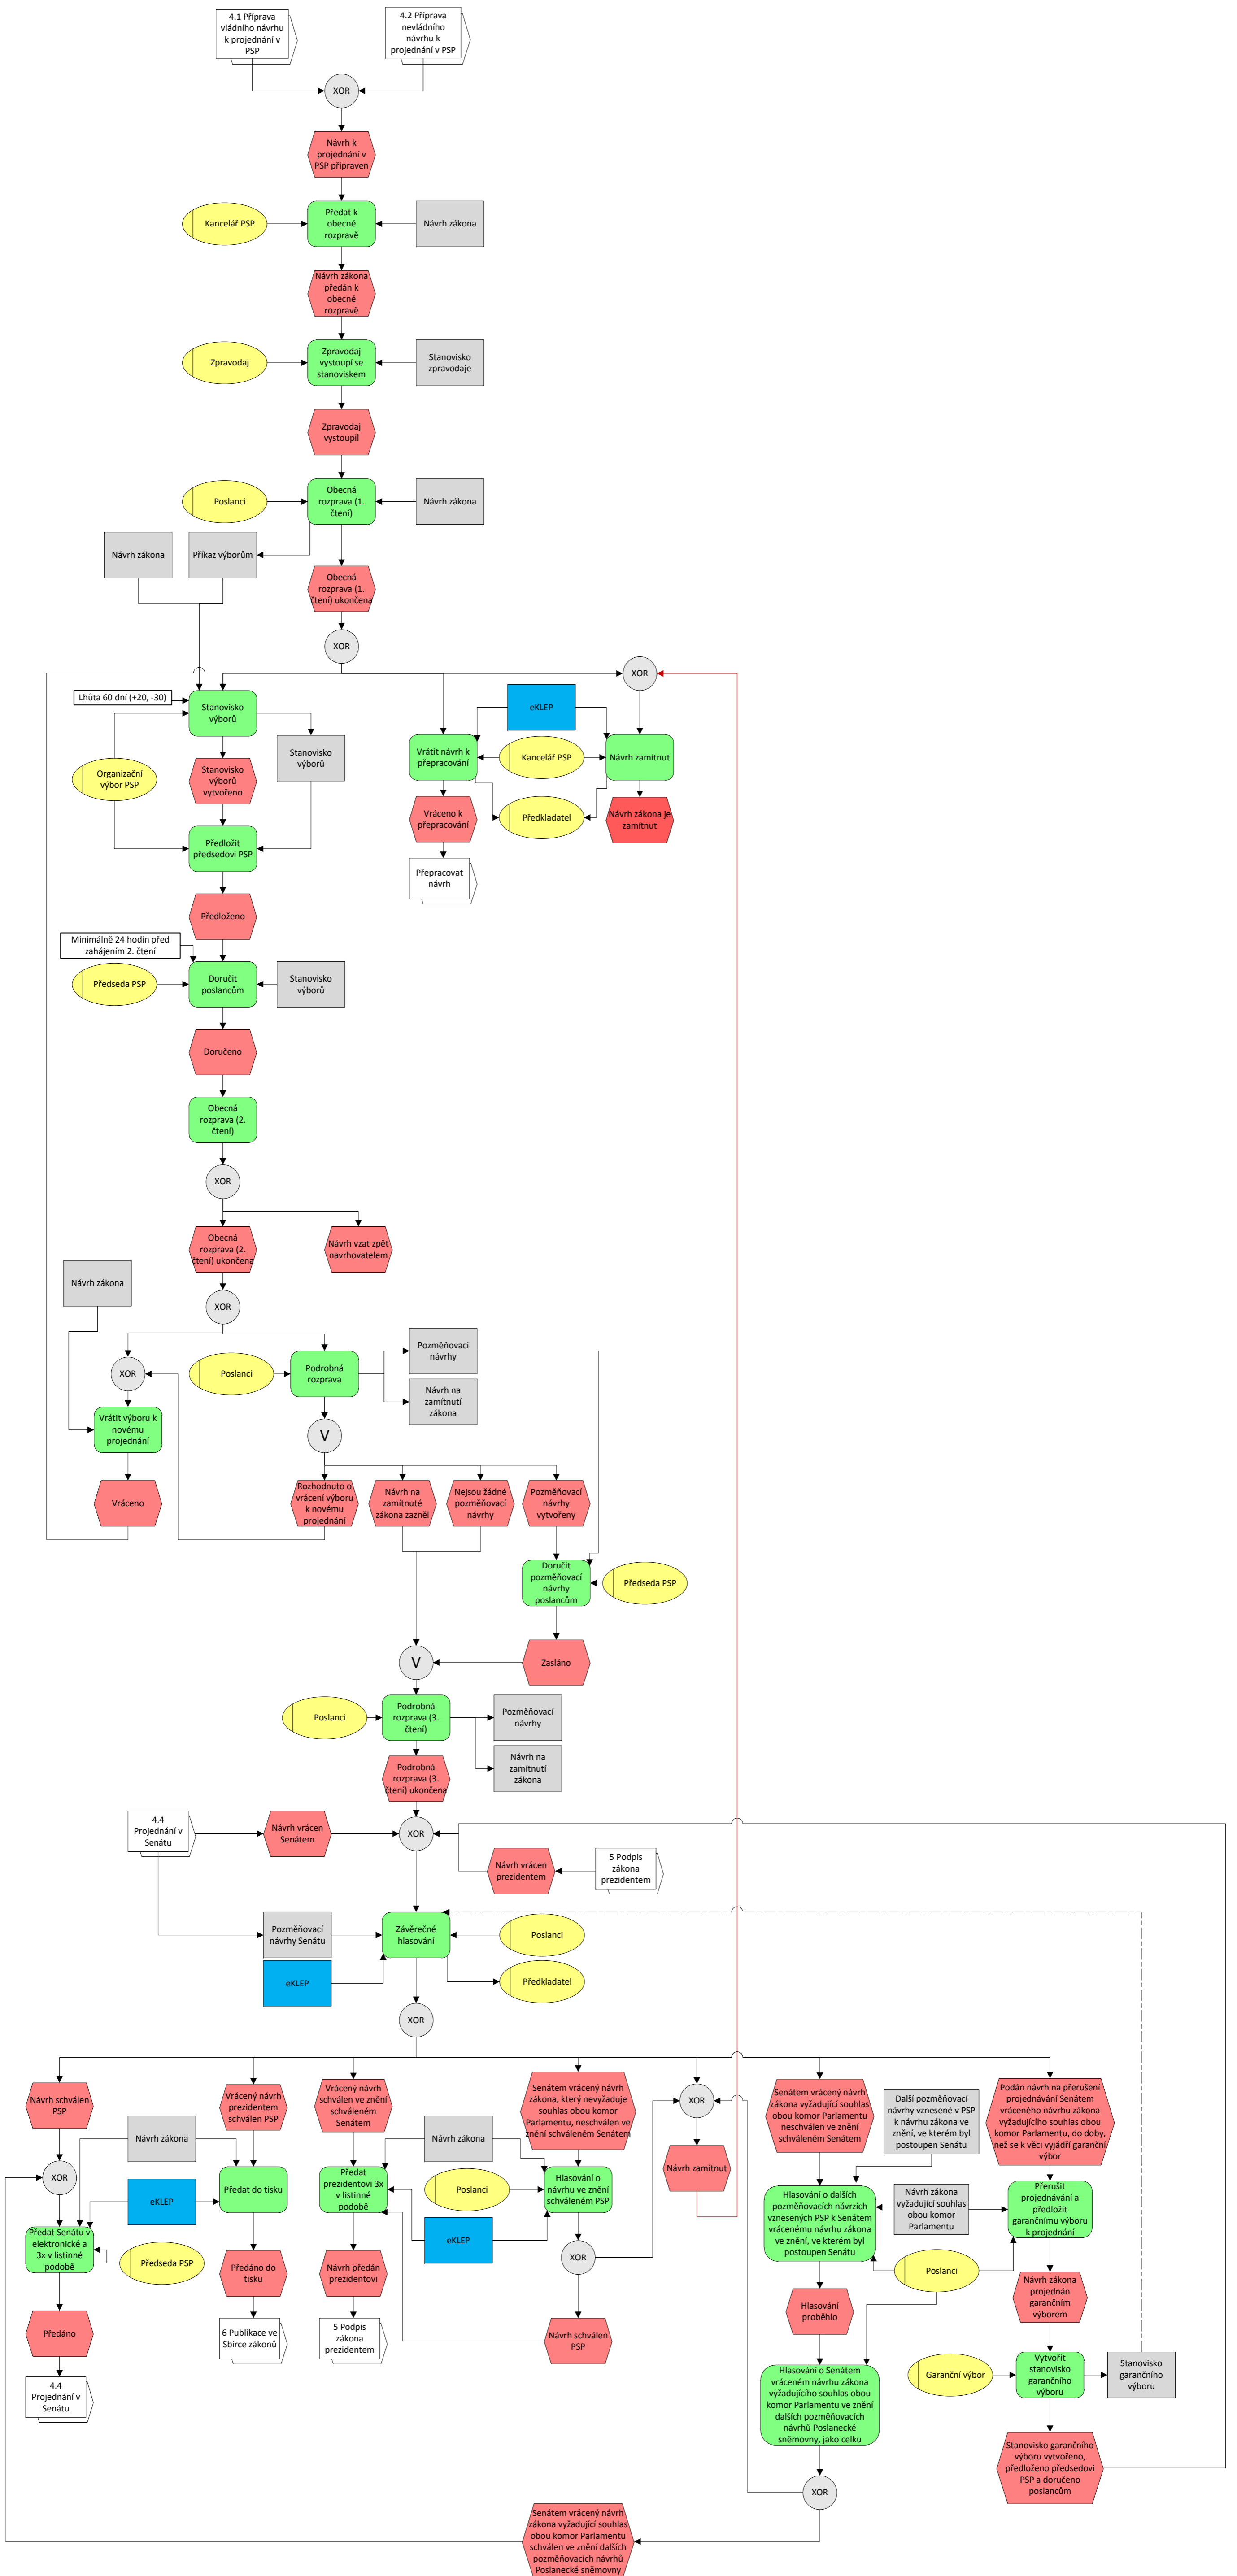 4.1 Příprava
vládního návrhu
k projednání v
PSP
4.2 Příprava
nevládního
návrhu k
projednání v PSP
XOR
Návrh k
projednání v
PSP připraven
Kancelář PSP
Předat k
obecné
rozpravě
Návrh zákona
Návrh zákona
předán k
obecné
rozpravě
Zpravodaj
Zpravodaj
vystoupí se
stanoviskem
Stanovisko
zpravodaje
Zpravodaj
vystoupil
Poslanci
Obecná
rozprava (1.
čtení)
Návrh zákona
Návrh zákona
Příkaz výborům
Obecná
rozprava (1.
čtení) ukončena
XOR
XOR
Lhůta 60 dní (+20, -30)
Stanovisko
výborů
eKLEP
Stanovisko
výborů
Vrátit návrh k
přepracování
Kancelář PSP
Návrh zamítnut
Organizační
výbor PSP
Stanovisko
výborů
vytvořeno
Vráceno k
přepracování
Předkladatel
Návrh zákona je
zamítnut
Předložit
předsedovi PSP
Přepracovat
návrh
Předloženo
Minimálně 24 hodin před
zahájením 2. čtení
Předseda PSP
Doručit
poslancům
Stanovisko
výborů
Doručeno
Obecná
rozprava (2.
čtení)
XOR
Obecná
rozprava (2.
čtení) ukončena
Návrh vzat zpět
navrhovatelem
Návrh zákona
XOR
XOR
Poslanci
Podrobná
rozprava
Pozměňovací
návrhy
Návrh na
zamítnutí
zákona
Vrátit výboru k
novému
projednání
V
Vráceno
Rozhodnuto o
vrácení výboru
k novému
projednání
Návrh na
zamítnuté
zákona zazněl
Nejsou žádné
pozměňovací
návrhy
Pozměňovací
návrhy
vytvořeny
Doručit
pozměňovací
návrhy
poslancům
Předseda PSP
V
Zasláno
Poslanci
Podrobná
rozprava (3.
čtení)
Pozměňovací
návrhy
Návrh na
zamítnutí
zákona
Podrobná
rozprava (3.
čtení) ukončena
4.4
Projednání v
Senátu
Návrh vrácen
Senátem
XOR
Návrh vrácen
prezidentem
5 Podpis
zákona
prezidentem
Pozměňovací
návrhy Senátu
Závěrečné
hlasování
Poslanci
eKLEP
Předkladatel
XOR
Návrh schválen
PSP
Vrácený návrh
prezidentem
schválen PSP
Vrácený návrh
schválen ve znění
schváleném
Senátem
Senátem vrácený návrh
zákona, který nevyžaduje
souhlas obou komor
Parlamentu, neschválen ve
znění schváleném Senátem
XOR
Senátem vrácený návrh
zákona vyžadující souhlas
obou komor Parlamentu
neschválen ve znění
schváleném Senátem
Další pozměňovací
návrhy vznesené v PSP
k návrhu zákona ve
znění, ve kterém byl
postoupen Senátu
Podán návrh na přerušení
projednávání Senátem
vráceného návrhu zákona
vyžadujícího souhlas obou
komor Parlamentu, do doby,
než se k věci vyjádří garanční
výbor
Návrh zákona
Návrh zákona
Návrh zamítnut
XOR
eKLEP
Předat do tisku
Předat
prezidentovi 3x
v listinné
podobě
Poslanci
Hlasování o
návrhu ve znění
schváleném PSP
Hlasování o dalších
pozměňovacích návrzích
vznesených PSP k Senátem
vrácenému návrhu zákona
ve znění, ve kterém byl
postoupen Senátu
Návrh zákona
vyžadující souhlas
obou komor
Parlamentu
Přerušit
projednávání a
předložit
garančnímu výboru
k projednání
Předat Senátu v
elektronické a
3x v listinné
podobě
Předseda PSP
eKLEP
XOR
Předáno do
tisku
Návrh předán
prezidentovi
Poslanci
Návrh zákona
projednán
garančním
výborem
Hlasování
proběhlo
Předáno
6 Publikace ve
Sbírce zákonů
5 Podpis
zákona
prezidentem
Návrh schválen
PSP
4.4
Projednání v
Senátu
Hlasování o Senátem
vráceném návrhu zákona
vyžadujícího souhlas obou
komor Parlamentu ve znění
dalších pozměňovacích
návrhů Poslanecké
sněmovny, jako celku
Garanční výbor
Vytvořit
stanovisko
garančního
výboru
Stanovisko
garančního
výboru
Stanovisko garančního
výboru vytvořeno,
předloženo předsedovi
PSP a doručeno
poslancům
XOR
Senátem vrácený návrh
zákona vyžadující souhlas
obou komor Parlamentu
schválen ve znění dalších
pozměňovacích návrhů
Poslanecké sněmovny